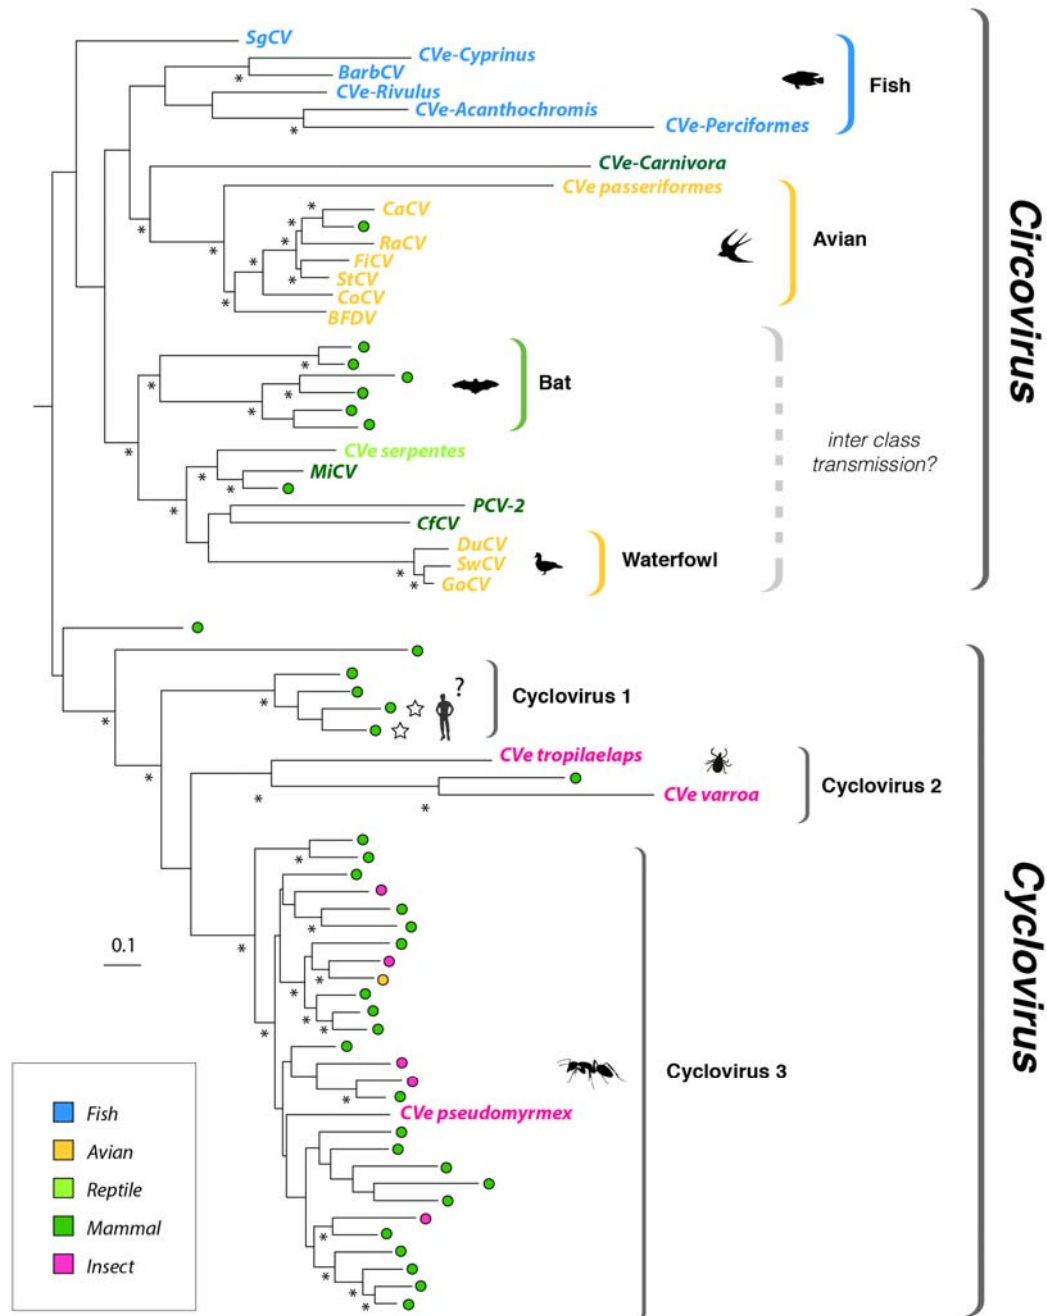 SgCV
CVe-Cyprinus
*
BarbCV
CVe-Rivulus
CVe-Acanthochromis
*
CVe-Perciformes
Fish
CVe-Carnivora
CVe passeriformes
*
CaCV
*
*
*
RaCV
*
FiCV
*
StCV
*
CoCV
BFDV
Avian
*
*
*
*
Bat
*
CVe serpentes
*
MiCV
*
*
PCV-2
CfCV
DuCV
*
SwCV
*
GoCV
Waterfowl
inter class
transmission?
Circovirus
*
*
?
Cyclovirus 1
*
CVe tropilaelaps
*
*
CVe varroa
Cyclovirus 2
*
*
*
*
*
*
*
*
*
*
CVe pseudomyrmex
*
*
*
*
Cyclovirus 3
Cyclovirus
0.1
Fish
Avian
Reptile
Mammal
Insect